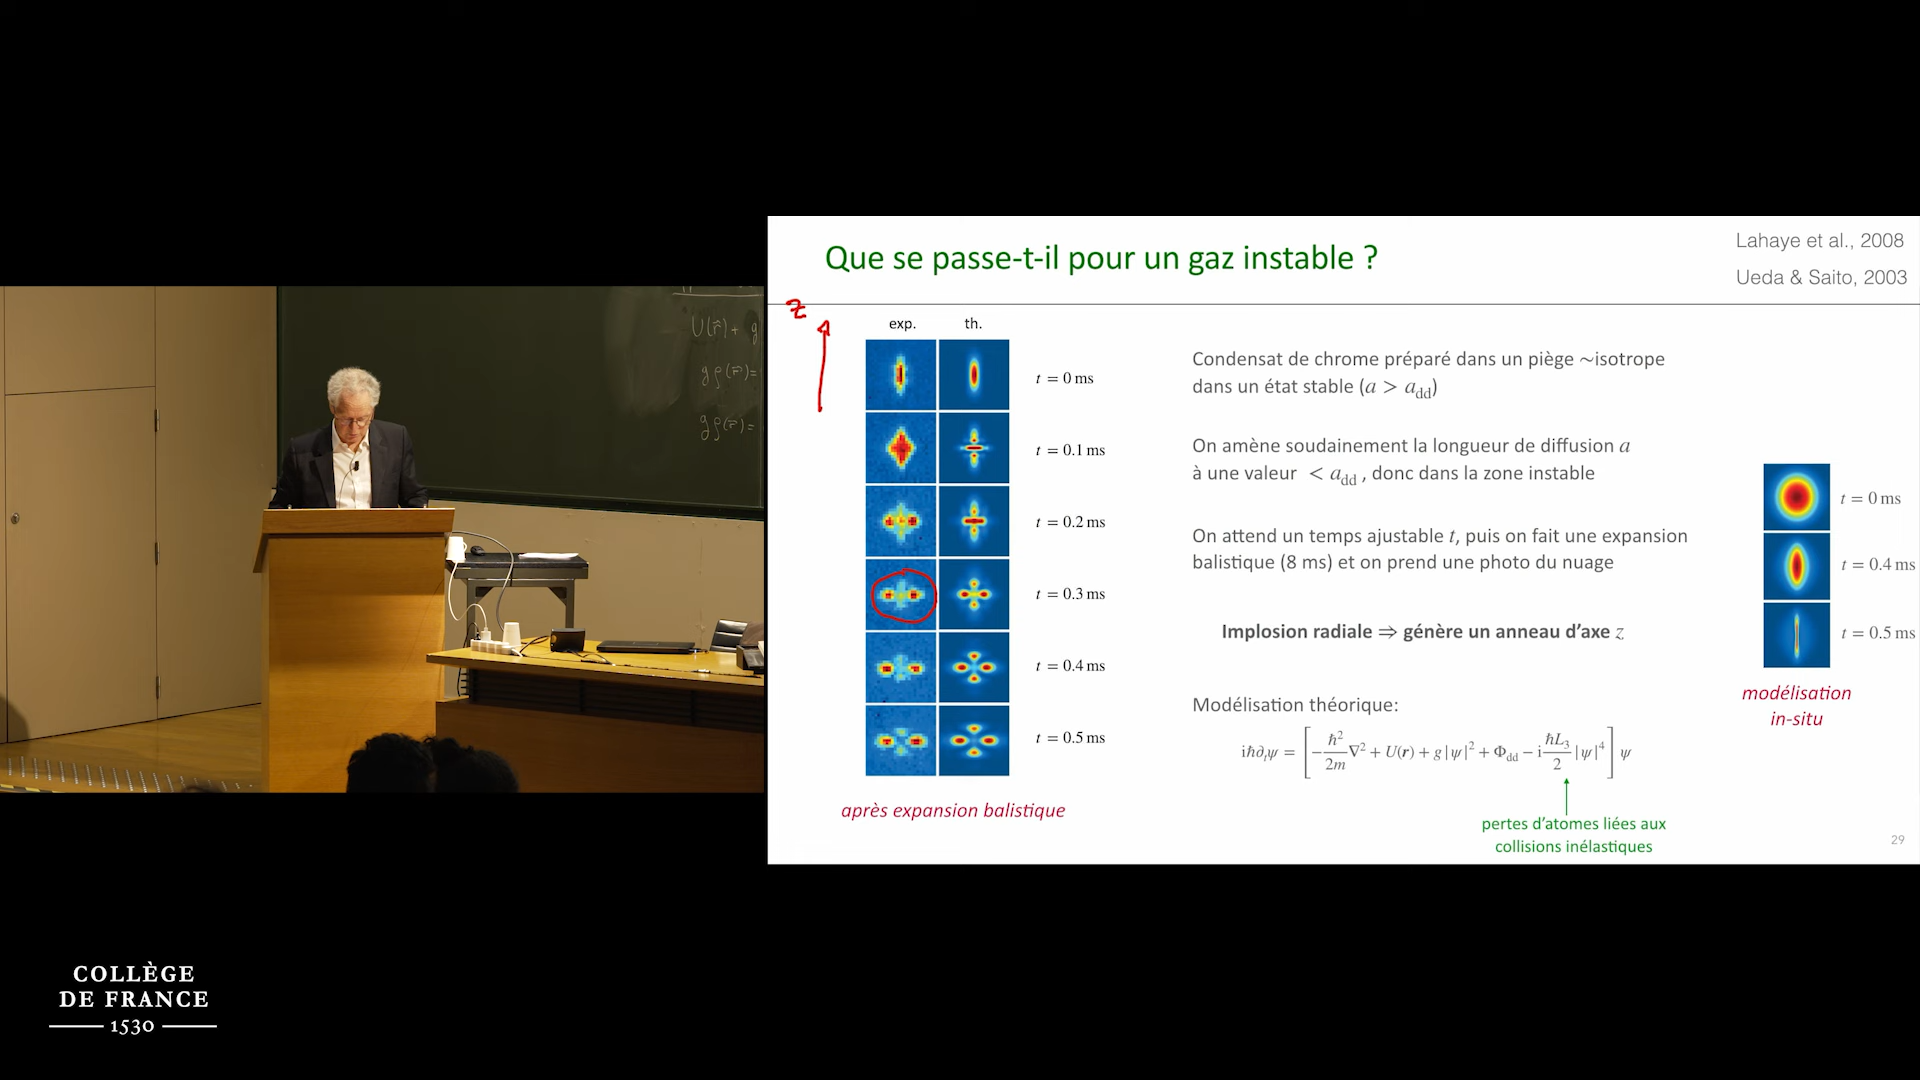 Que se passe-t-il pour un gaz instable ?
Lahaye et al., 2008
Ueda & Saito, 2003
z
exp.
th.
t = 0 ms
t = 0.1 ms
t = 0.2 ms
t = 0.3 ms
t = 0.4 ms
t = 0.5 ms
après expansion balistique
Condensat de chrome préparé dans un piège ~isotrope
dans un état stable (a > a_dd)
On amène soudainement la longueur de diffusion a
à une valeur < a_dd , donc dans la zone instable
On attend un temps ajustable t, puis on fait une expansion
balistique (8 ms) et on prend une photo du nuage
Implosion radiale ⇒ génère un anneau d'axe z
Modélisation théorique:
iℏ∂_tψ = [−ℏ²/2m ∇² + U(r) + g|ψ|² + Φ_dd − i ℏL₃/2 |ψ|⁴] ψ
pertes d'atomes liées aux
collisions inélastiques
t = 0 ms
t = 0.4 ms
t = 0.5 ms
modélisation
in-situ
29
U(r) + g
gρ(r) =
gρ(r) =
COLLÈGE
DE FRANCE
1530